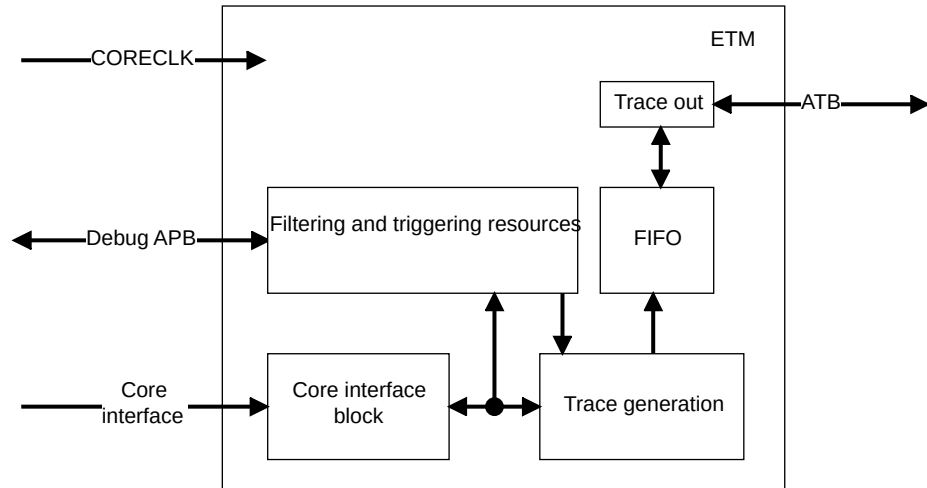 ETM
CORECLK
Trace out
ATB
Filtering and triggering resources
Debug APB
FIFO
Core
interface
Core interface
block
Trace generation